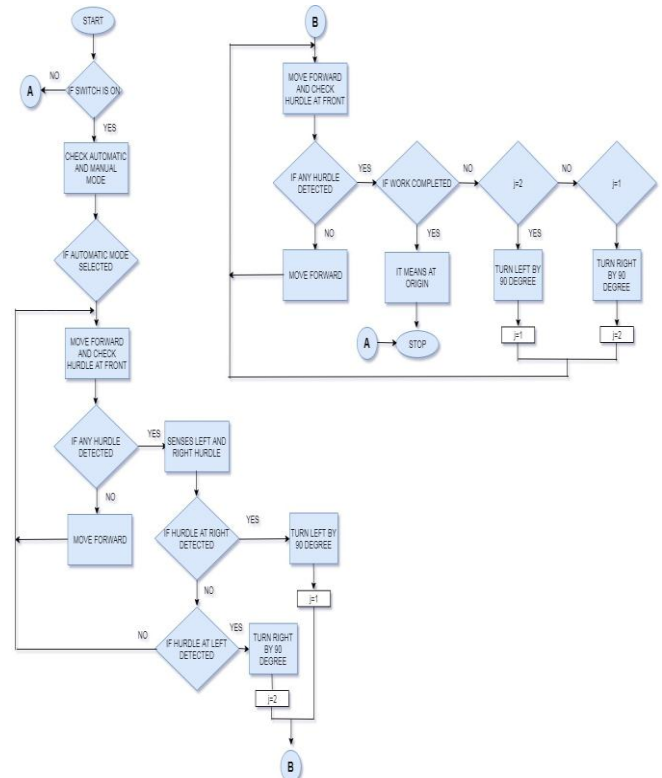 START
NO
A
IF SWITCH IS ON
YES
CHECK AUTOMATIC
AND MANUAL
MODE
IF AUTOMATIC MODE
SELECTED
MOVE FORWARD
AND CHECK
HURDLE AT FRONT
IF ANY HURDLE
DETECTED
YES
SENSES LEFT AND
RIGHT HURDLE
NO
MOVE FORWARD
IF HURDLE AT RIGHT
DETECTED
YES
TURN LEFT BY
90 DEGREE
j=1
NO
IF HURDLE AT LEFT
DETECTED
NO
YES
TURN RIGHT
BY 90
DEGREE
j=2
B
B
MOVE FORWARD
AND CHECK
HURDLE AT FRONT
IF ANY HURDLE
DETECTED
YES
IF WORK COMPLETED
NO
j=2
NO
j=1
NO
MOVE FORWARD
YES
IT MEANS AT
ORIGIN
A
STOP
YES
TURN LEFT BY
90 DEGREE
j=1
YES
TURN RIGHT
BY 90
DEGREE
j=2